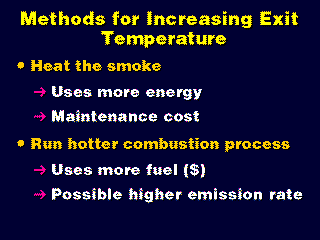 Methods for Increasing Exit
Temperature
• Heat the smoke
→ Uses more energy
→ Maintenance cost
• Run hotter combustion process
→ Uses more fuel ($)
→ Possible higher emission rate